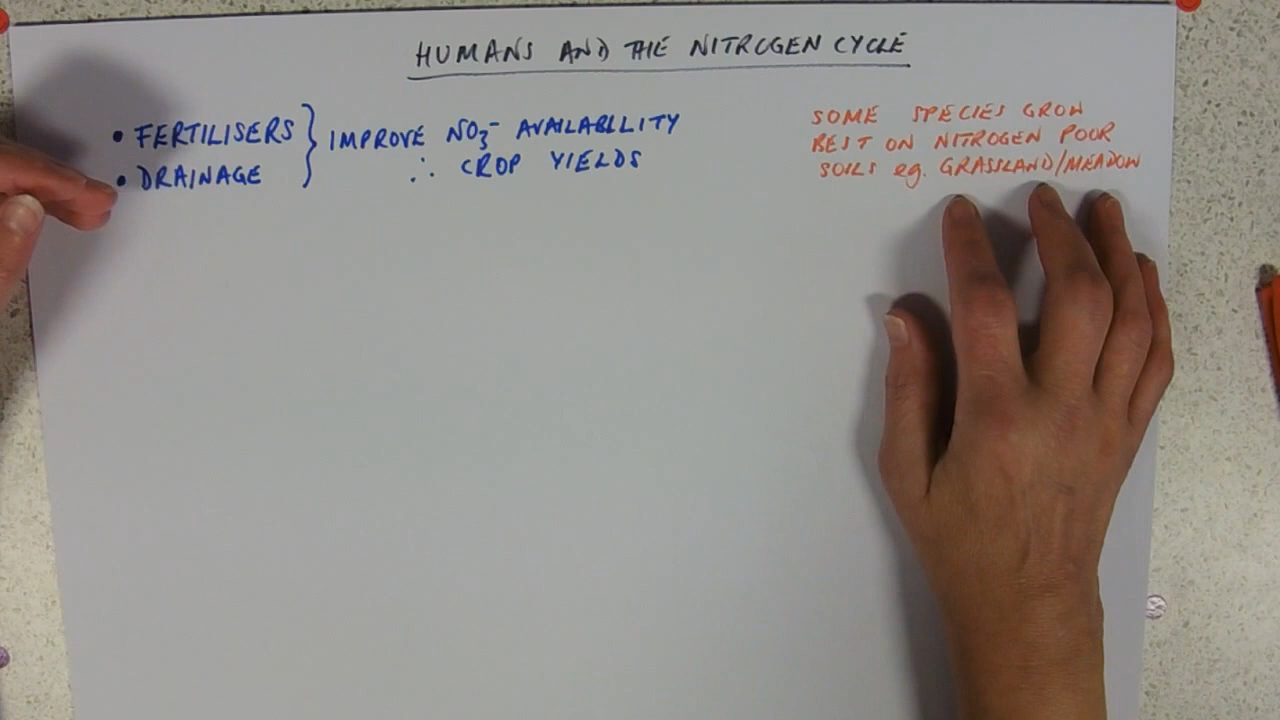 HUMANS AND THE NITROGEN CYCLE
• FERTILISERS } IMPROVE NO3- AVAILABILITY
• DRAINAGE ∴ CROP YIELDS
SOME SPECIES GROW
BEST ON NITROGEN POOR
SOILS eg. GRASSLAND/MEADOW